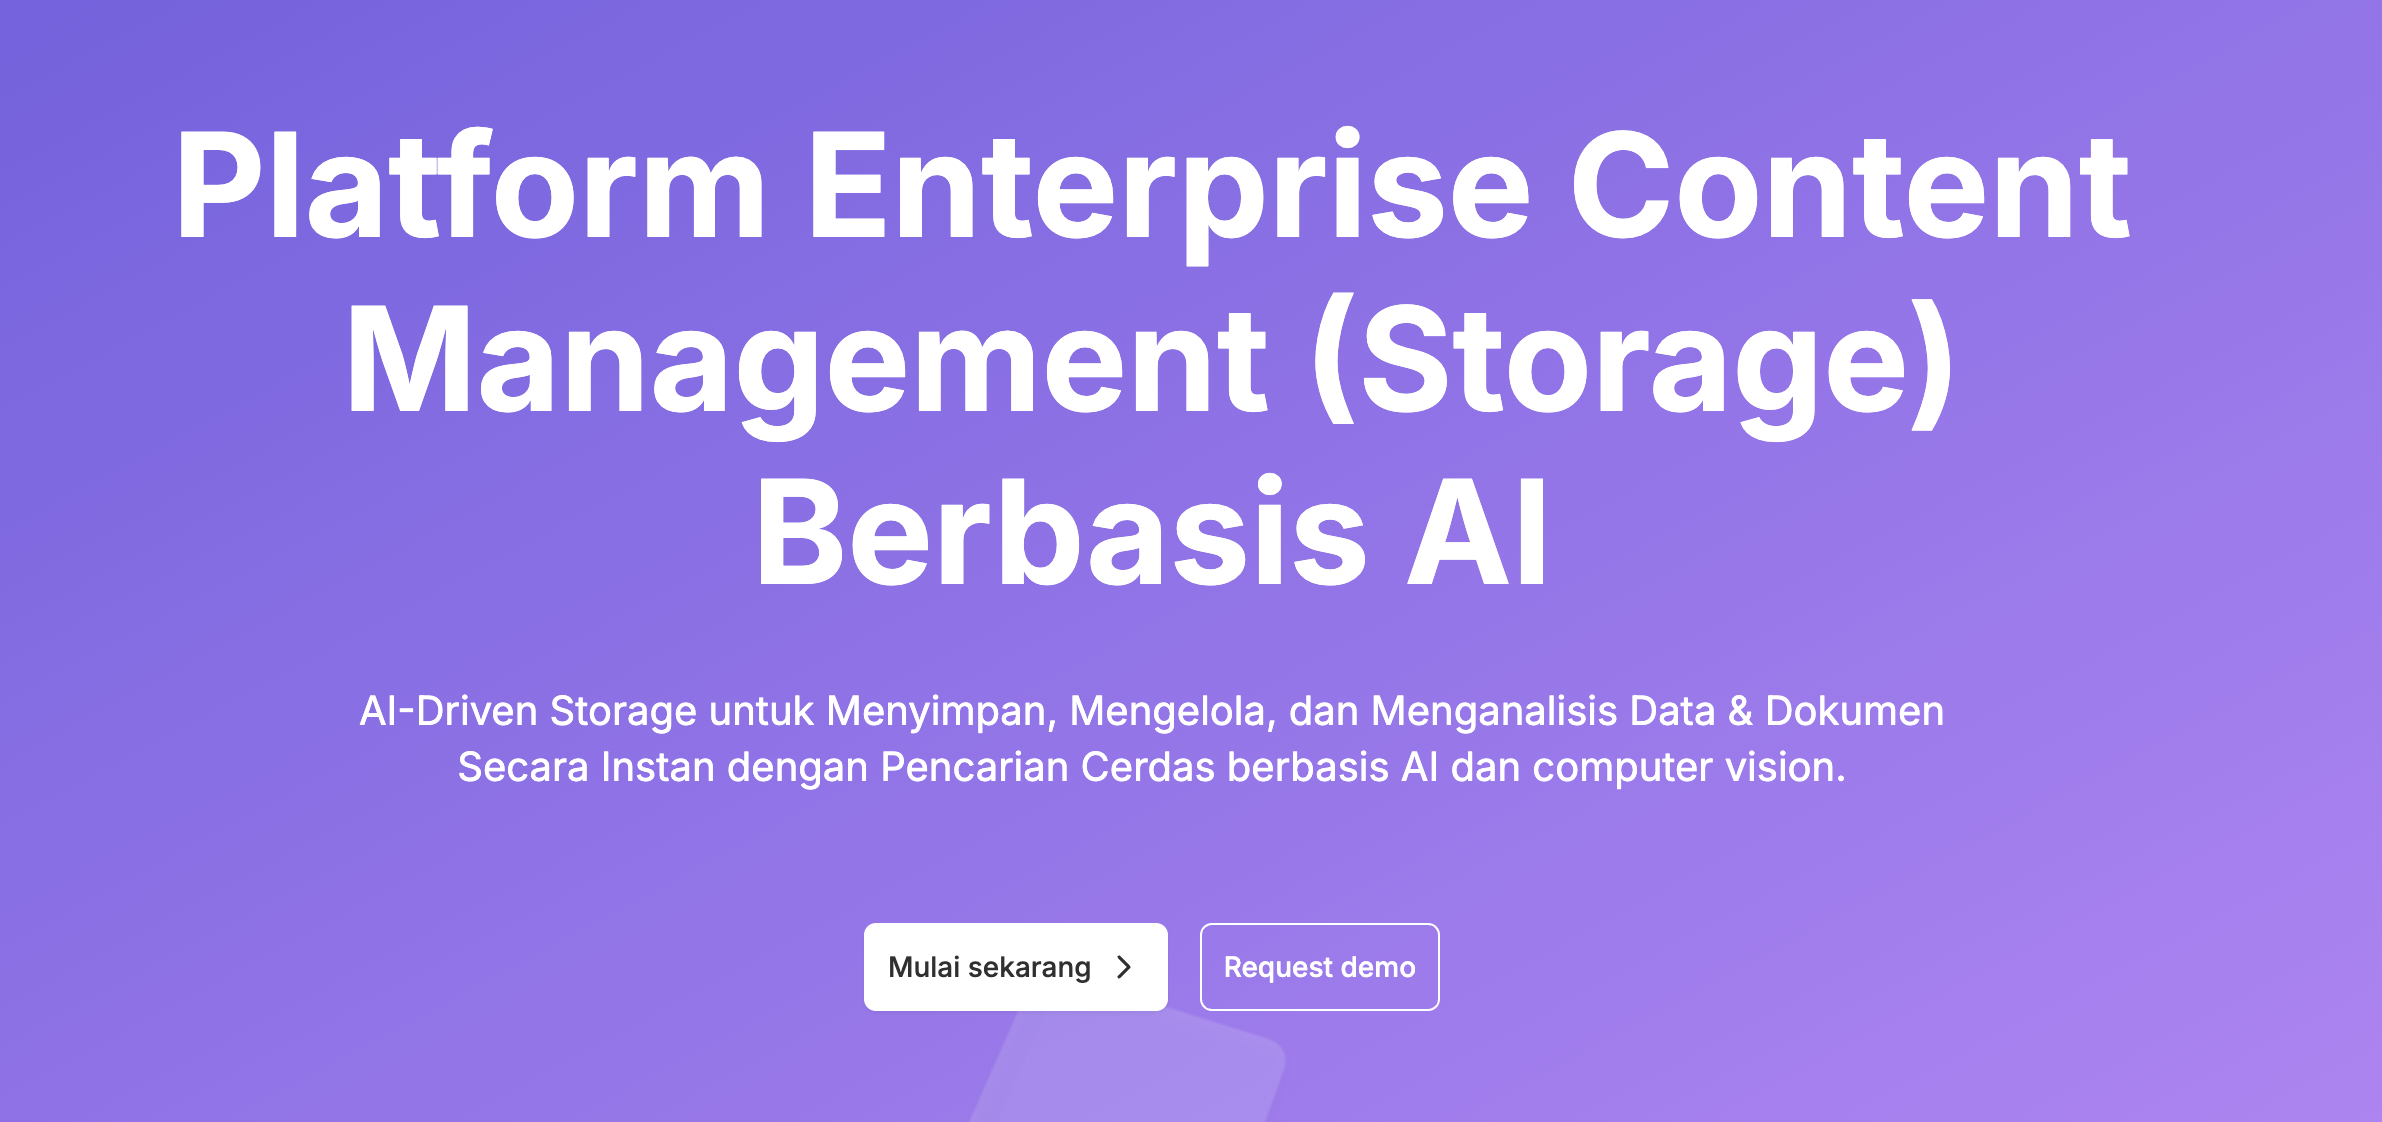 Platform Enterprise Content
Management (Storage)
Berbasis AI
AI-Driven Storage untuk Menyimpan, Mengelola, dan Menganalisis Data & Dokumen
Secara Instan dengan Pencarian Cerdas berbasis AI dan computer vision.
Mulai sekarang
Request demo